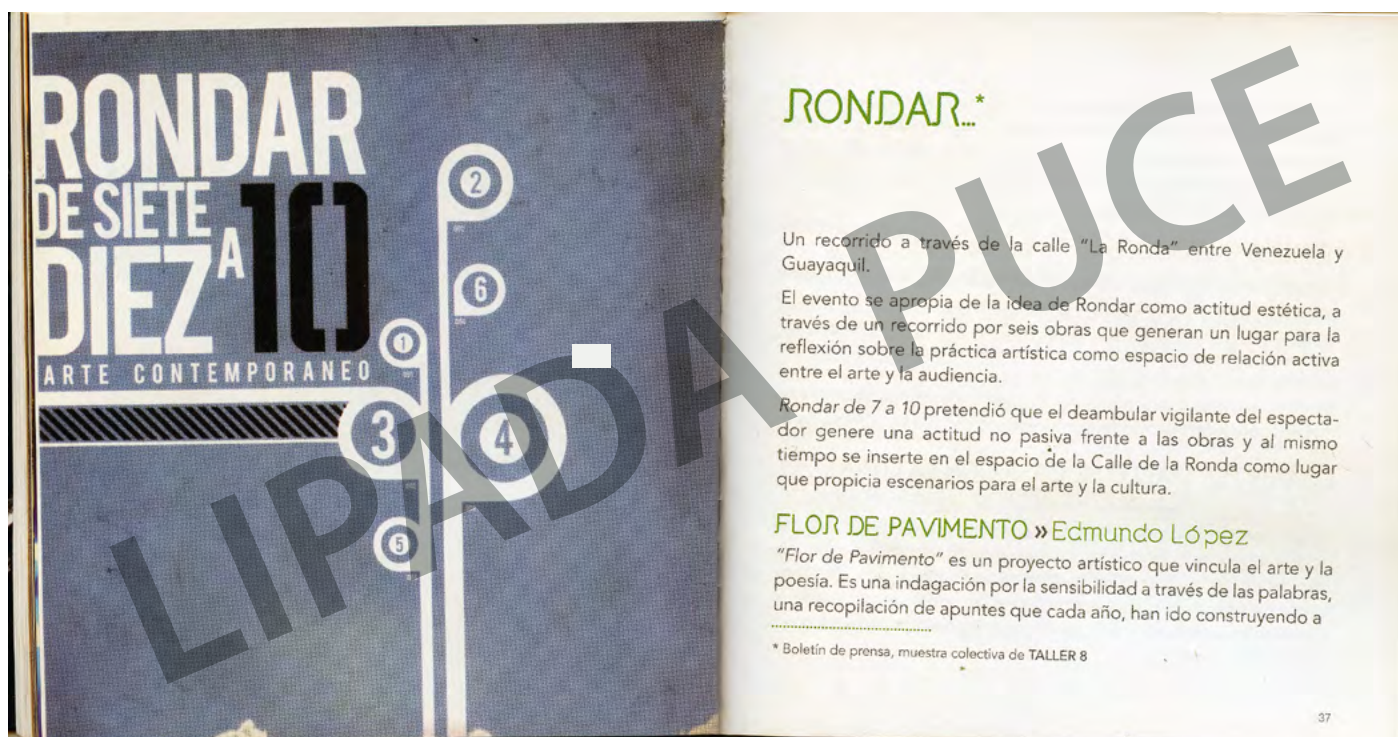 RONDAR
DE SIETE
A
DIEZ
10
ARTE CONTEMPORANEO
2
6
1
3
4
5
RONDAR...*
Un recorrido a través de la calle "La Ronda" entre Venezuela y
Guayaquil.
El evento se apropia de la idea de Rondar como actitud estética, a
través de un recorrido por seis obras que generan un lugar para la
reflexión sobre la práctica artística como espacio de relación activa
entre el arte y la audiencia.
Rondar de 7 a 10 pretendió que el deambular vigilante del especta-
dor genere una actitud no pasiva frente a las obras y al mismo
tiempo se inserte en el espacio de la Calle de la Ronda como lugar
que propicia escenarios para el arte y la cultura.
FLOR DE PAVIMENTO » Edmundo López
"Flor de Pavimento" es un proyecto artístico que vincula el arte y la
poesía. Es una indagación por la sensibilidad a través de las palabras,
una recopilación de apuntes que cada año, han ido construyendo a
* Boletín de prensa, muestra colectiva de TALLER 8
37
LIPADA PUCE